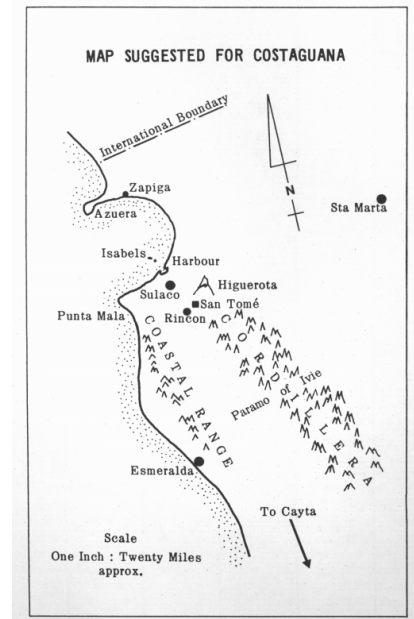 MAP SUGGESTED FOR COSTAGUANA
International Boundary
Zapiga
Azuera
N
Sta Marta
Isabels
Harbour
Higuerota
Sulaco
San Tomé
Rincon
Punta Mala
COASTAL RANGE
CORDILLERA
Paramo of Ivie
Esmeralda
To Cayta
Scale
One Inch : Twenty Miles
approx.